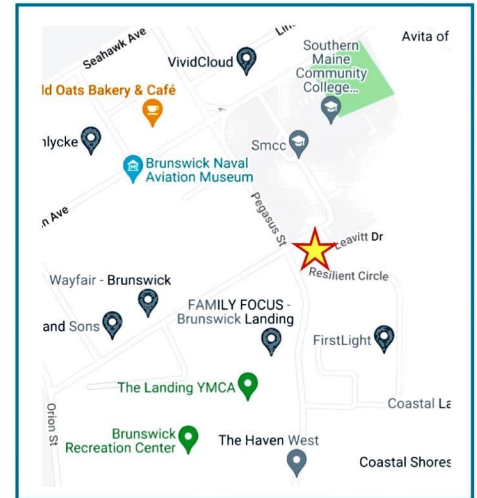 Seahawk Ave
Lin
VividCloud
Southern
Maine
Community
College...
Avita of
ld Oats Bakery & Café
nlycke
Smcc
Brunswick Naval
Aviation Museum
n Ave
Pegasus St
Leavitt Dr
Resilient Circle
Wayfair - Brunswick
FAMILY FOCUS -
Brunswick Landing
and Sons
FirstLight
The Landing YMCA
Coastal La
Orion St
Brunswick
Recreation Center
The Haven West
Coastal Shores